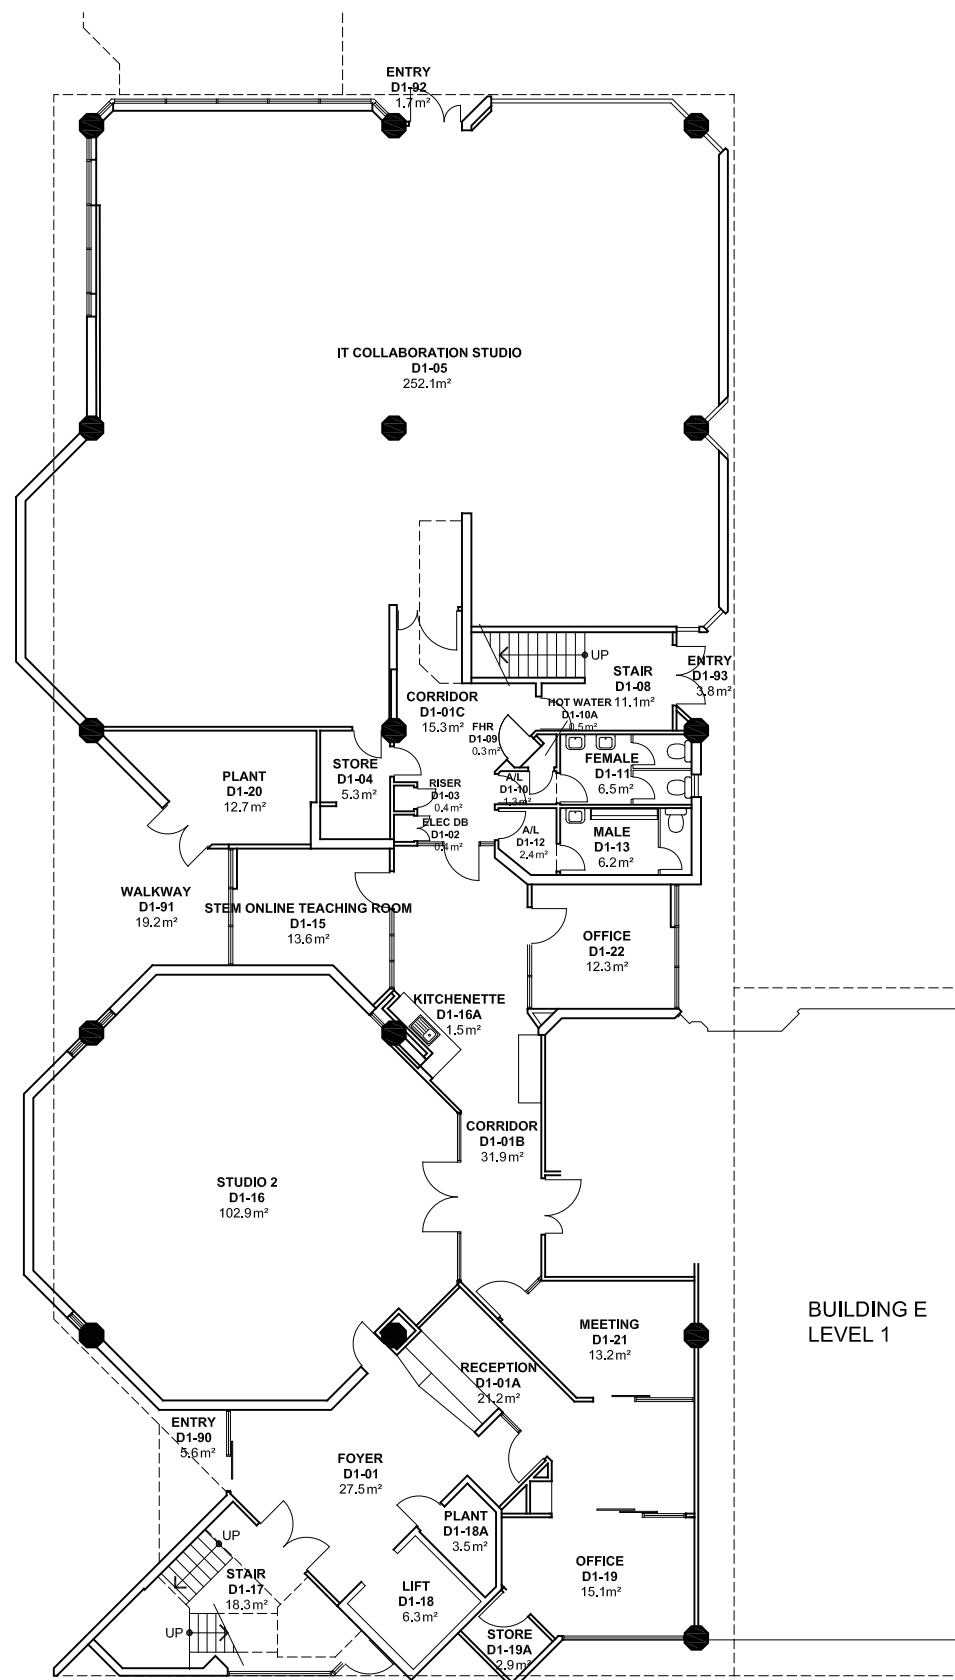 ENTRY
D1-92
1.7m²
IT COLLABORATION STUDIO
D1-05
252.1m²
UP
STAIR
D1-08
11.1m²
ENTRY
D1-93
3.8m²
CORRIDOR
D1-01C
15.3m²
HOT WATER
D1-10A
0.5m²
FHR
D1-09
0.3m²
STORE
D1-04
5.3m²
PLANT
D1-20
12.7m²
RISER
D1-03
0.4m²
A/L
D1-10
1.3m²
FEMALE
D1-11
6.5m²
ELEC DB
D1-02
0.4m²
A/L
D1-12
2.4m²
MALE
D1-13
6.2m²
WALKWAY
D1-91
19.2m²
STEM ONLINE TEACHING ROOM
D1-15
13.6m²
OFFICE
D1-22
12.3m²
KITCHENETTE
D1-16A
1.5m²
CORRIDOR
D1-01B
31.9m²
STUDIO 2
D1-16
102.9m²
MEETING
D1-21
13.2m²
BUILDING E
LEVEL 1
RECEPTION
D1-01A
21.2m²
ENTRY
D1-90
5.6m²
FOYER
D1-01
27.5m²
PLANT
D1-18A
3.5m²
UP
STAIR
D1-17
18.3m²
UP
LIFT
D1-18
6.3m²
OFFICE
D1-19
15.1m²
STORE
D1-19A
2.9m²